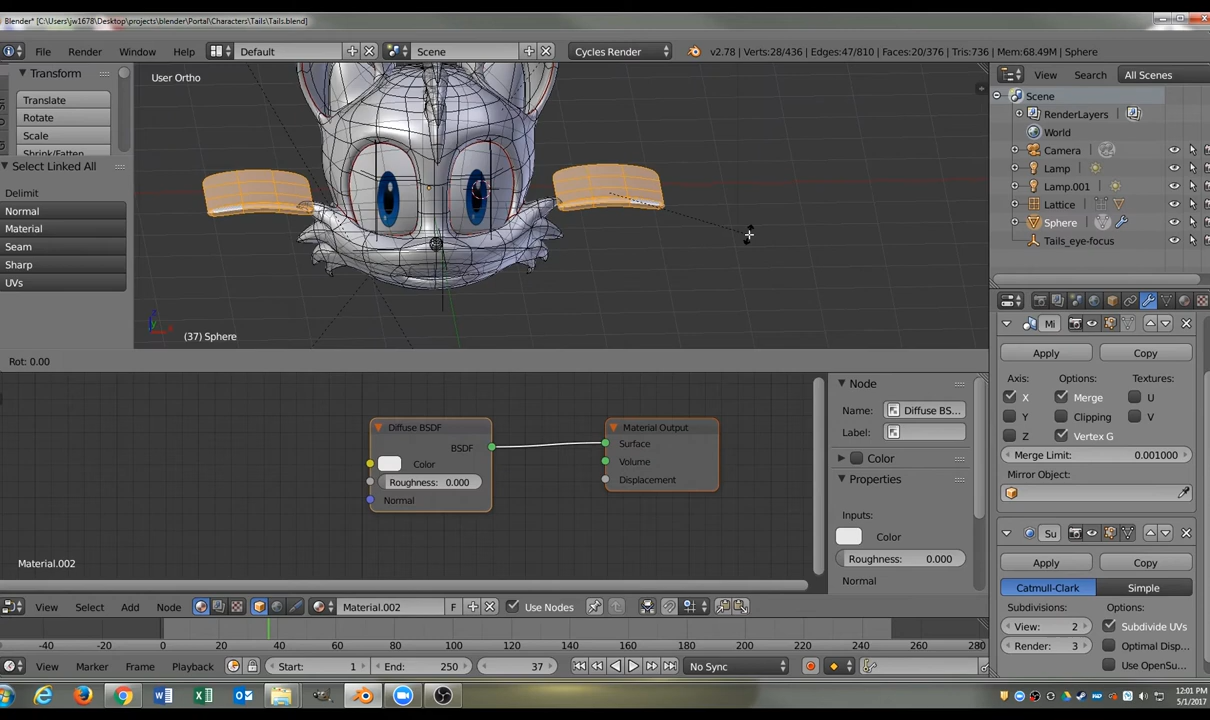 Blender* [C:\Users\jw1678\Desktop\projects\blender\Portal\Characters\Tails\Tails.blend]
File Render Window Help Default Scene Cycles Render v2.78 | Verts:28/436 | Edges:47/810 | Faces:20/376 | Tris:736 | Mem:68.49M | Sphere
Transform
Translate
Rotate
Scale
Shrink/Fatten
Select Linked All
Delimit
Normal
Material
Seam
Sharp
UVs
User Ortho
(37) Sphere
View Search All Scenes
Scene
RenderLayers
World
Camera
Lamp
Lamp.001
Lattice
Sphere
Tails_eye-focus
Rot: 0.00
Diffuse BSDF
BSDF
Color
Roughness: 0.000
Normal
Material Output
Surface
Volume
Displacement
Material.002
Node
Name: Diffuse BS...
Label:
Color
Properties
Inputs:
Color
Roughness: 0.000
Normal
Mi
Apply Copy
Axis: Options: Textures:
X Merge U
Y Clipping V
Z Vertex G
Merge Limit: 0.001000
Mirror Object:
Su
Apply Copy
Catmull-Clark Simple
Subdivisions: Options:
View: 2 Subdivide UVs
Render: 3 Optimal Disp...
Use OpenSu...
View Select Add Node Material.002 F Use Nodes
-40 -20 0 20 40 60 80 100 120 140 160 180 200 220 240 260 280
View Marker Frame Playback Start: 1 End: 250 37 No Sync
12:01 PM
5/1/2017